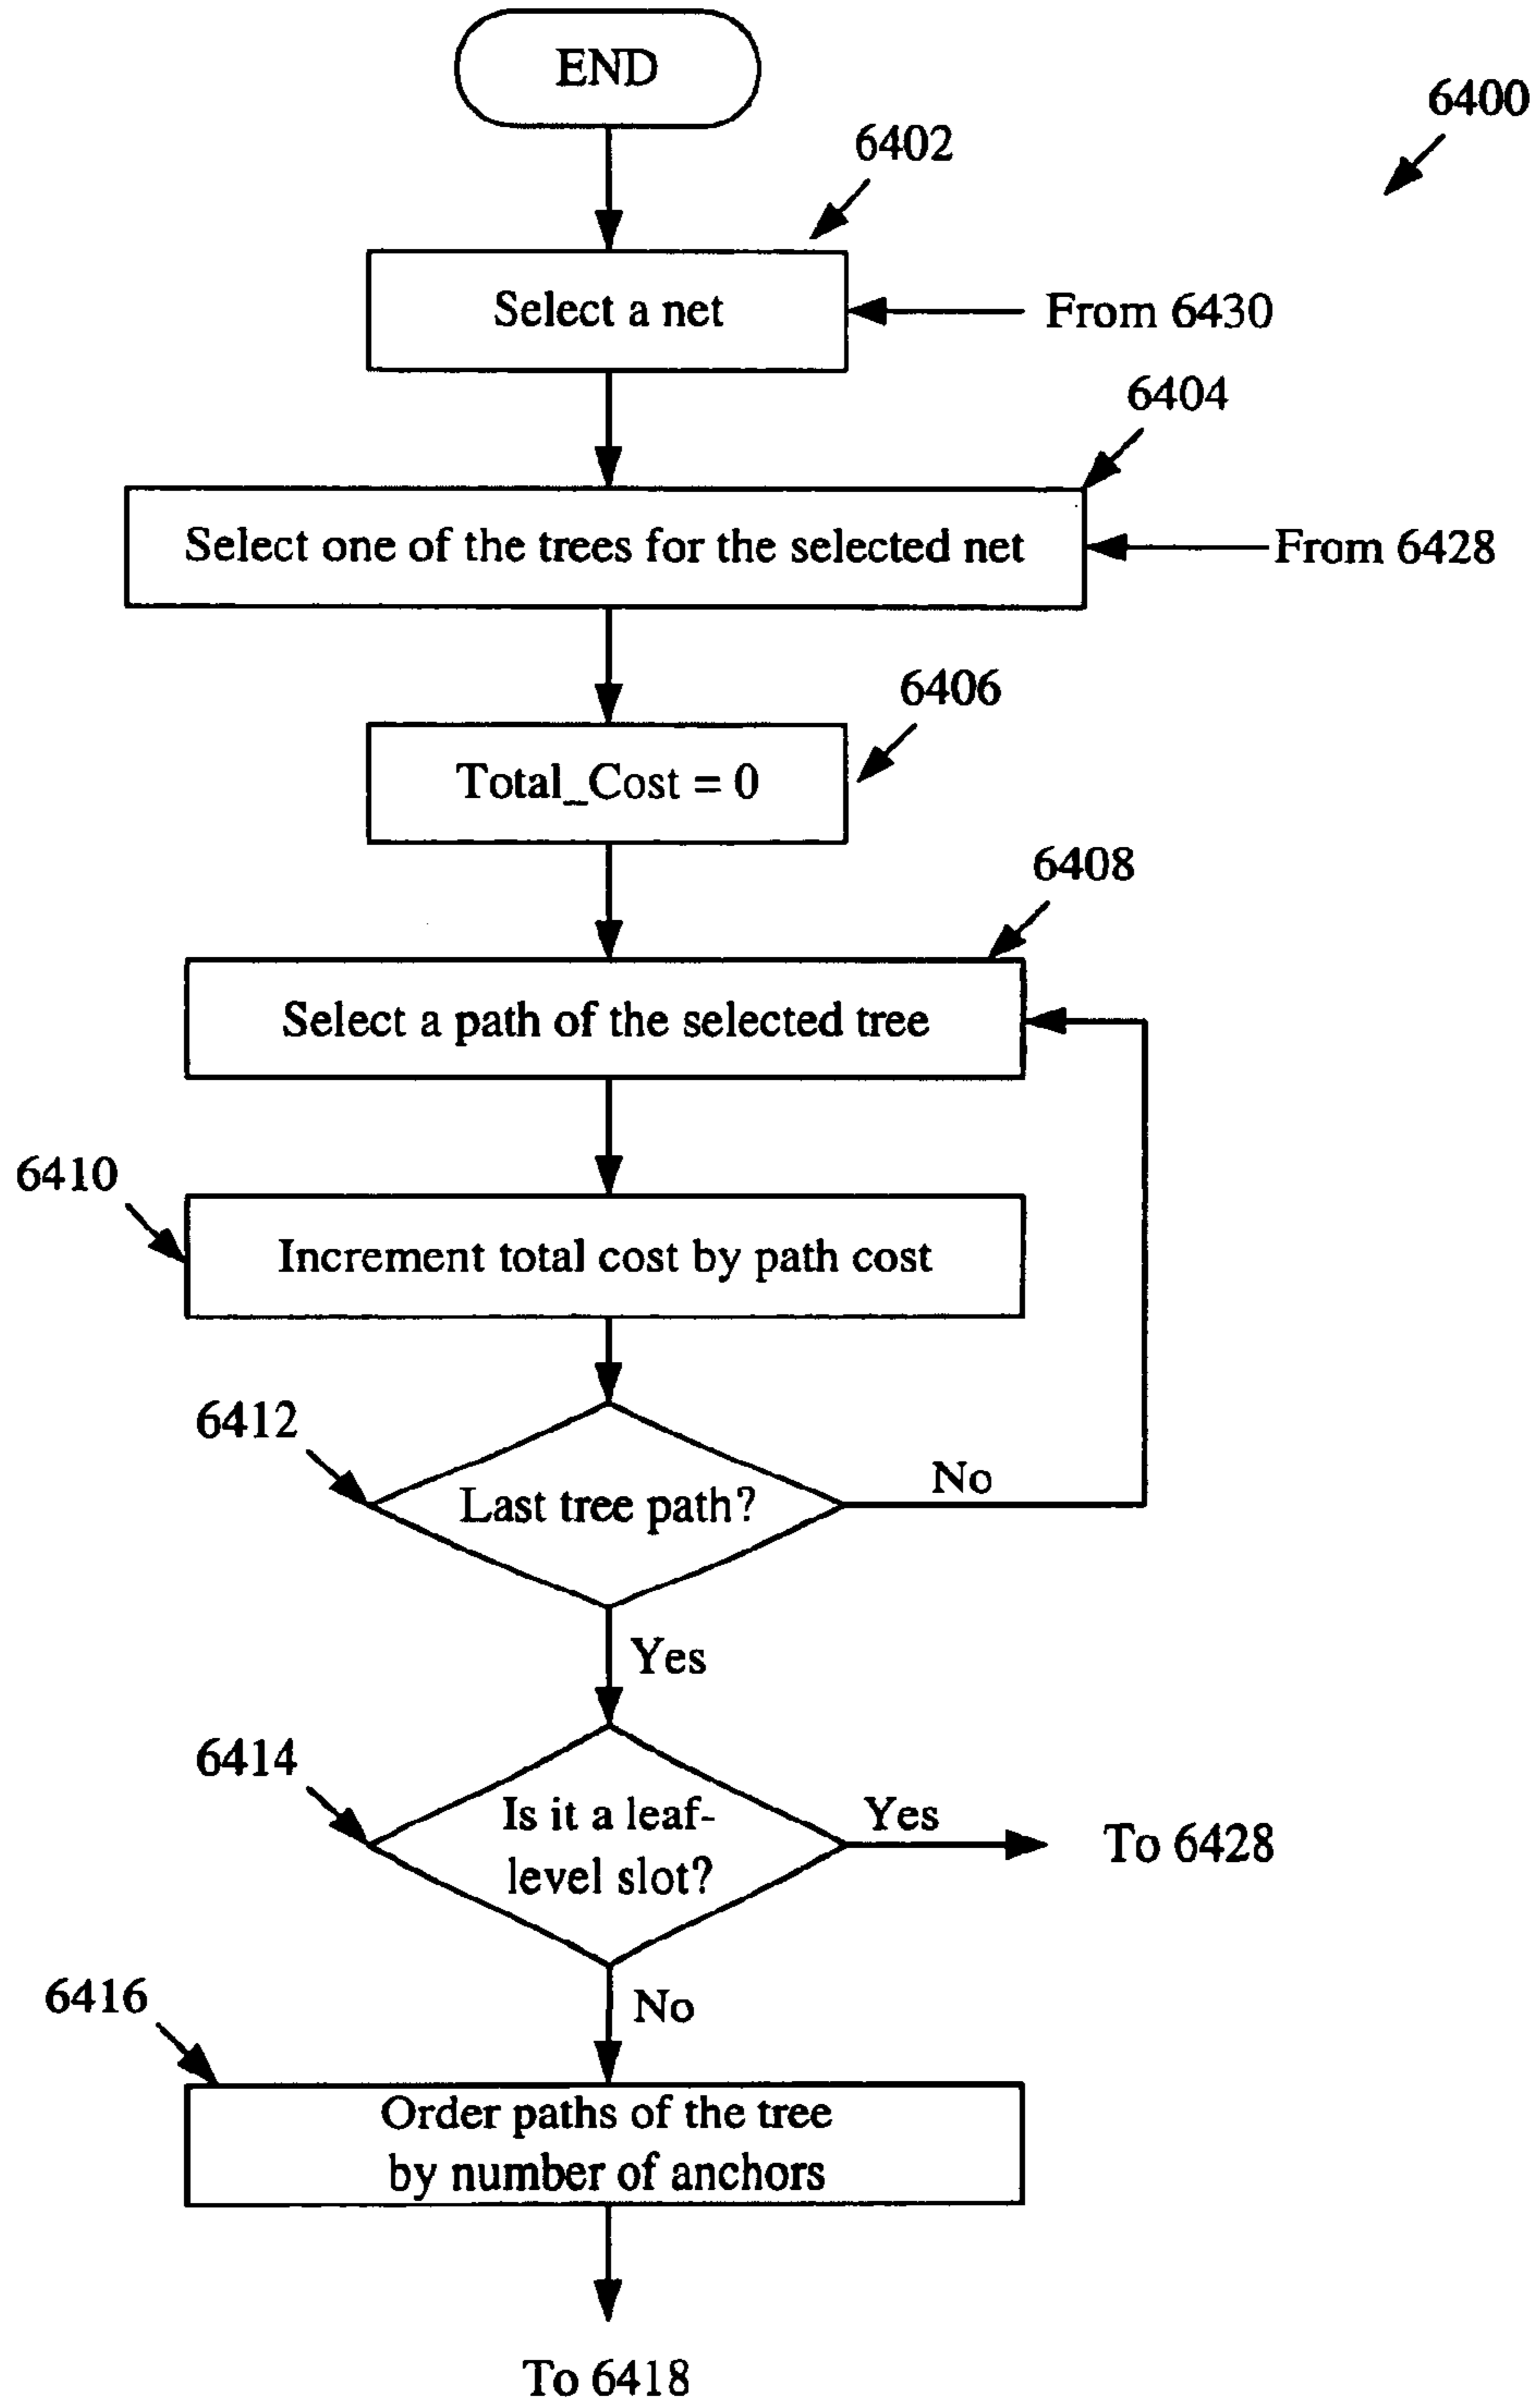 END
6400
6402
Select a net
From 6430
6404
Select one of the trees for the selected net
From 6428
6406
Total_Cost = 0
6408
Select a path of the selected tree
6410
Increment total cost by path cost
6412
Last tree path?
No
Yes
6414
Is it a leaf-
level slot?
Yes
To 6428
No
6416
Order paths of the tree
by number of anchors
To 6418